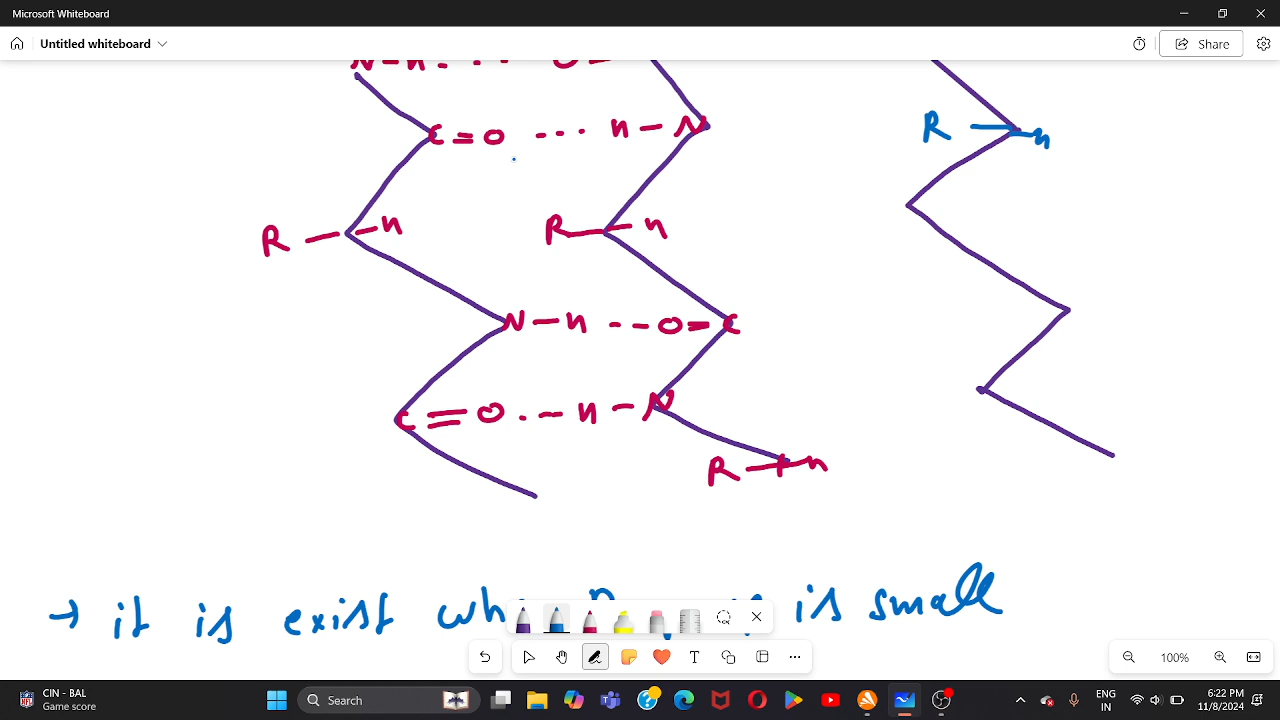 Microsoft Whiteboard
Untitled whiteboard
Share
C = O --- H - N
R - H
R - H
R - H
N - H -- O = C
C = O -- H - N
R - H
→ it is exist when is small
100%
CIN - BAL
Game score
Search
ENG
IN
6:22 PM
11/8/2024